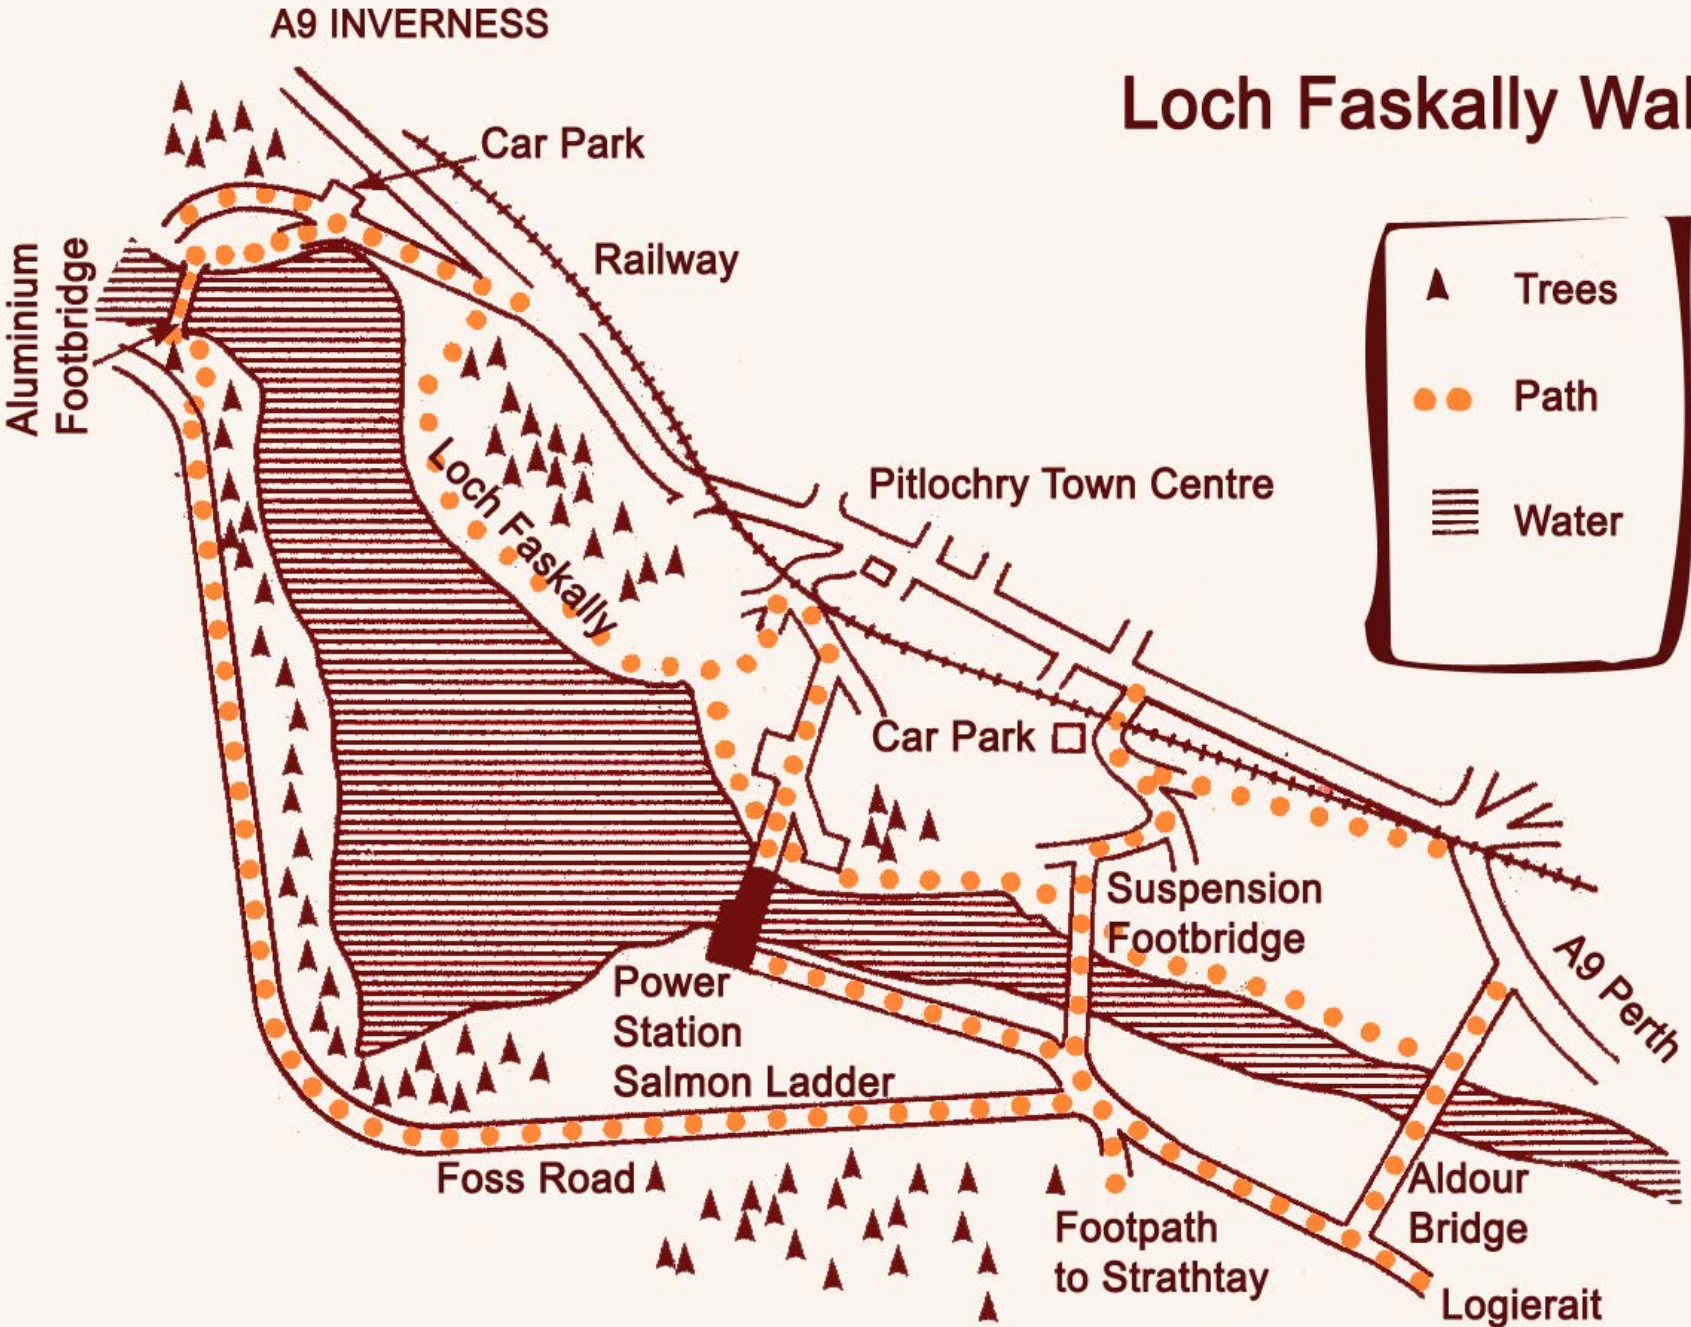 A9 INVERNESS
Loch Faskally Wal
Car Park
Railway
Aluminium
Footbridge
Trees
Path
Water
Loch Faskally
Pitlochry Town Centre
Car Park
Suspension
Footbridge
A9 Perth
Power
Station
Salmon Ladder
Foss Road
Aldour
Bridge
Footpath
to Strathtay
Logierait